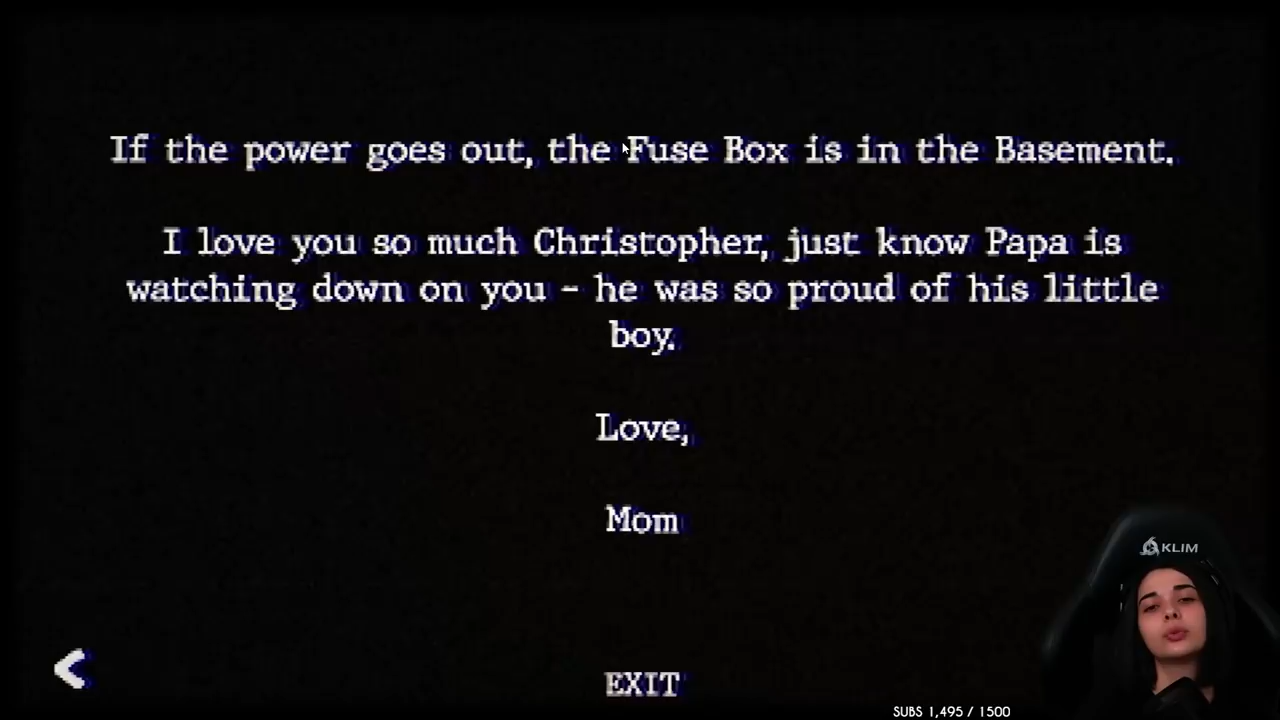 If the power goes out, the Fuse Box is in the Basement.
I love you so much Christopher, just know Papa is
watching down on you - he was so proud of his little
boy.
Love,
Mom
KLIM
<
EXIT
SUBS 1,495 / 1500